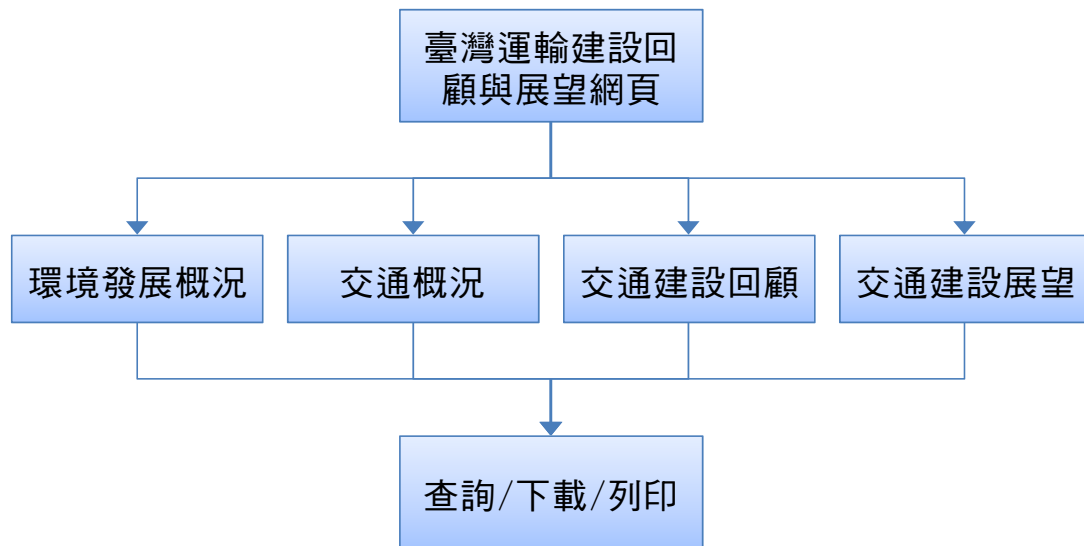 臺灣運輸建設回
顧與展望網頁
環境發展概況
交通概況
交通建設回顧
交通建設展望
查詢/下載/列印